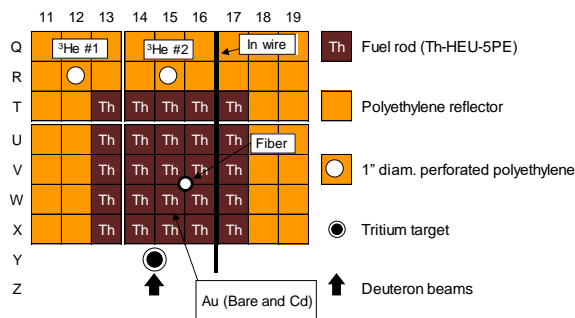 11 12 13 14 15 16 17 18 19
Q ³He #1 ³He #2 In wire
R
T Th Th Th Th Th
U Th Th Th Th Th
V Th Th Th Th Th
W Th Th Th Th Th
X Th Th Th Th Th
Y
Z
Fiber
Au (Bare and Cd)
Th Fuel rod (Th-HEU-5PE)
Polyethylene reflector
1” diam. perforated polyethylene
Tritium target
Deuteron beams